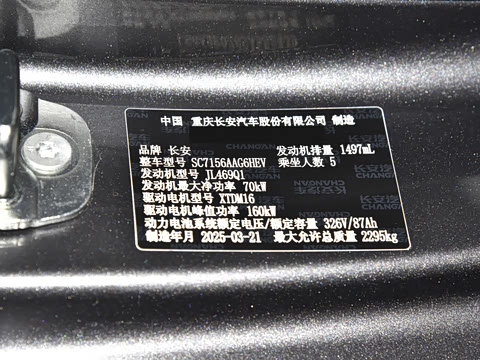 中国 重庆长安汽车股份有限公司 制造
品牌 长安 发动机排量 1497mL
整车型号 SC7156AAG6HEV 乘坐人数 5
发动机型号 JL469Q1
发动机最大净功率 70kW
驱动电机型号 XTDM16
驱动电机峰值功率 160kW
动力电池系统额定电压/额定容量 326V/87Ah
制造年月 2025-03-21 最大允许总质量 2295kg